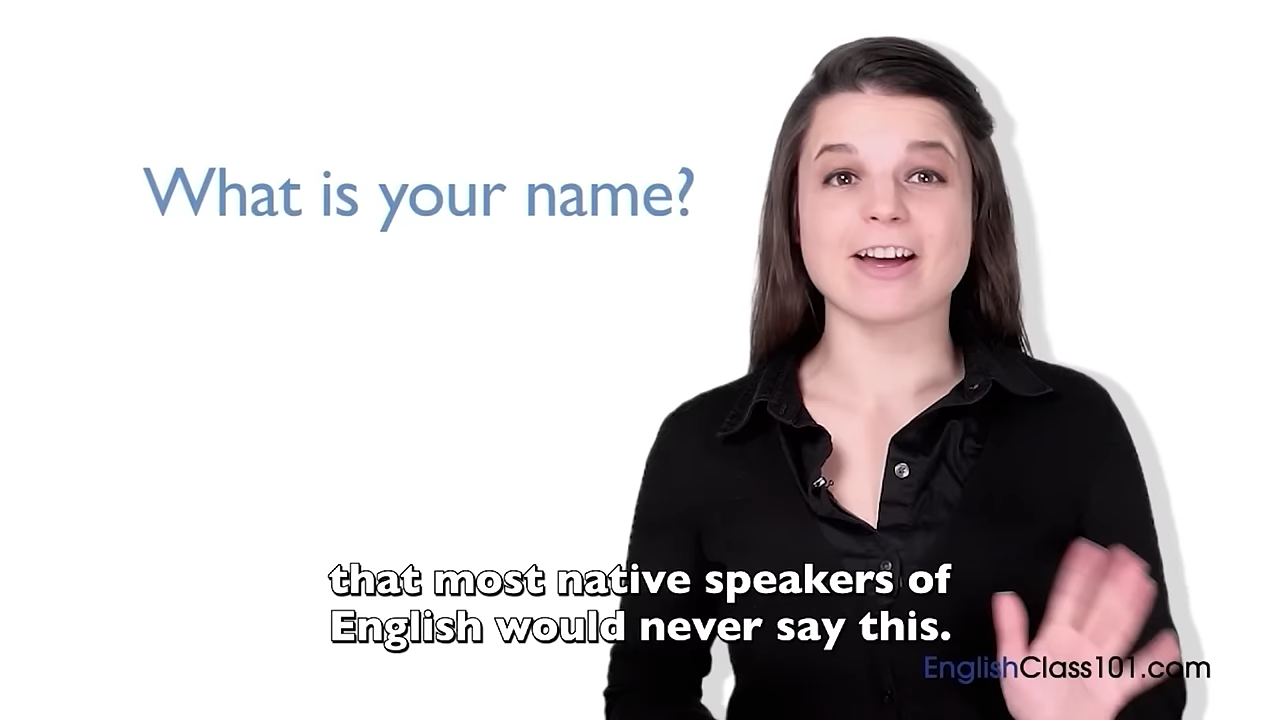 What is your name?
that most native speakers of
English would never say this.
EnglishClass101.com